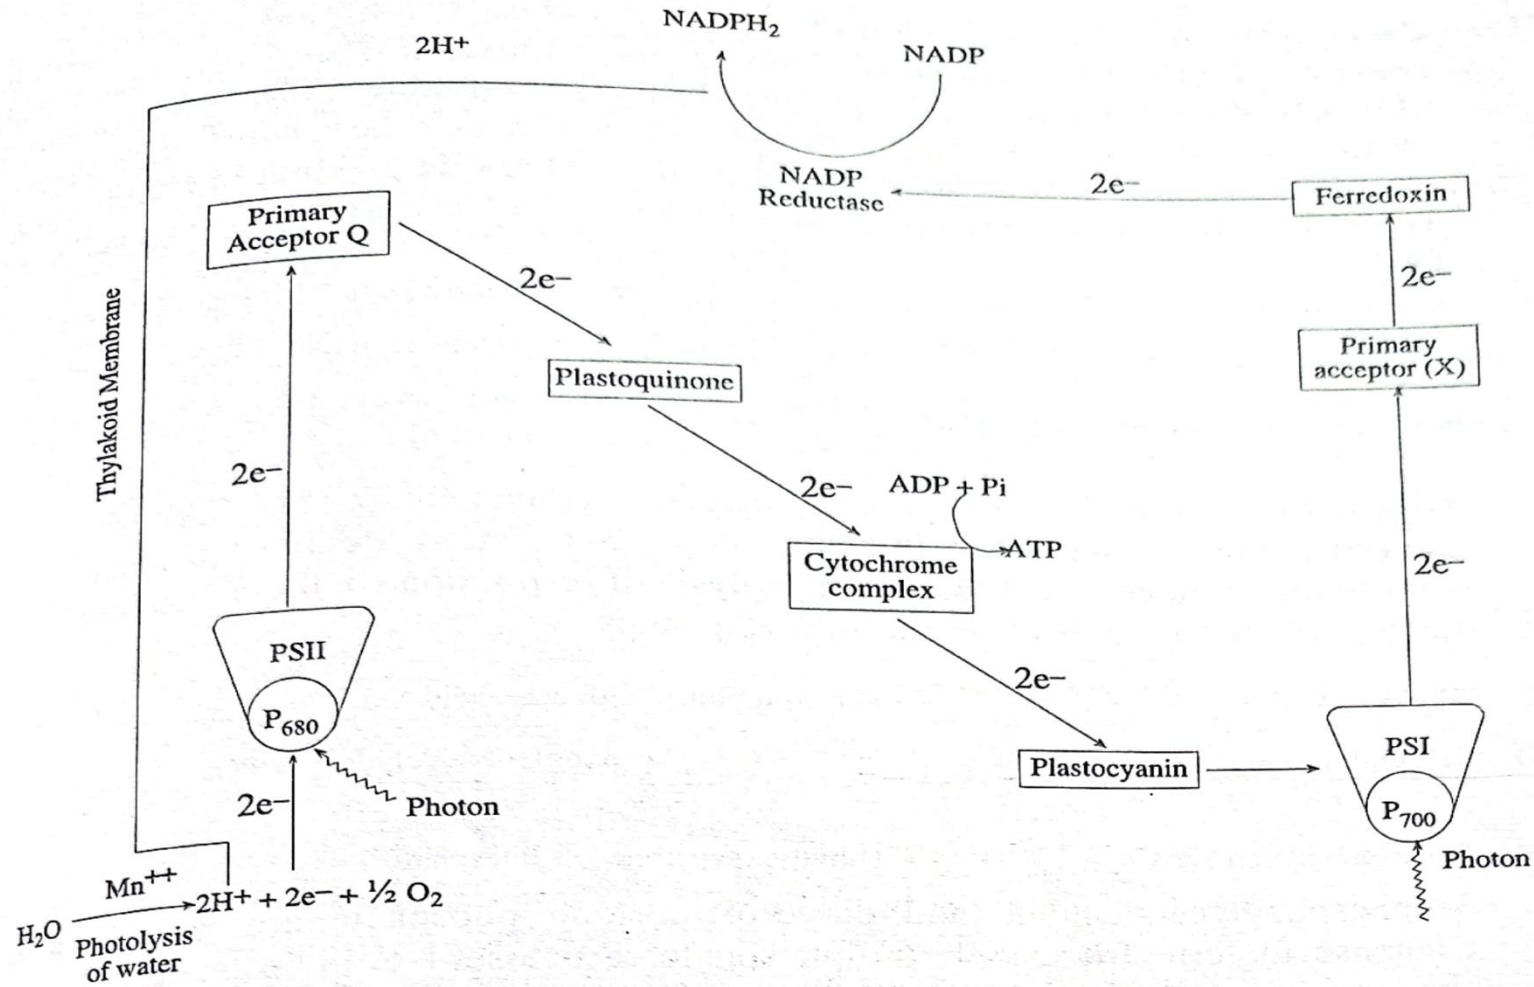 NADPH₂
2H⁺
NADP
NADP
Reductase
2e⁻
Ferredoxin
Primary
Acceptor Q
2e⁻
2e⁻
Thylakoid Membrane
Primary
acceptor (X)
Plastoquinone
2e⁻
2e⁻
ADP + Pi
ATP
Cytochrome
complex
2e⁻
PSII
P₆₈₀
2e⁻
PSI
P₇₀₀
Plastocyanin
2e⁻
Photon
Photon
Mn⁺⁺
H₂O
2H⁺ + 2e⁻ + ½ O₂
Photolysis
of water